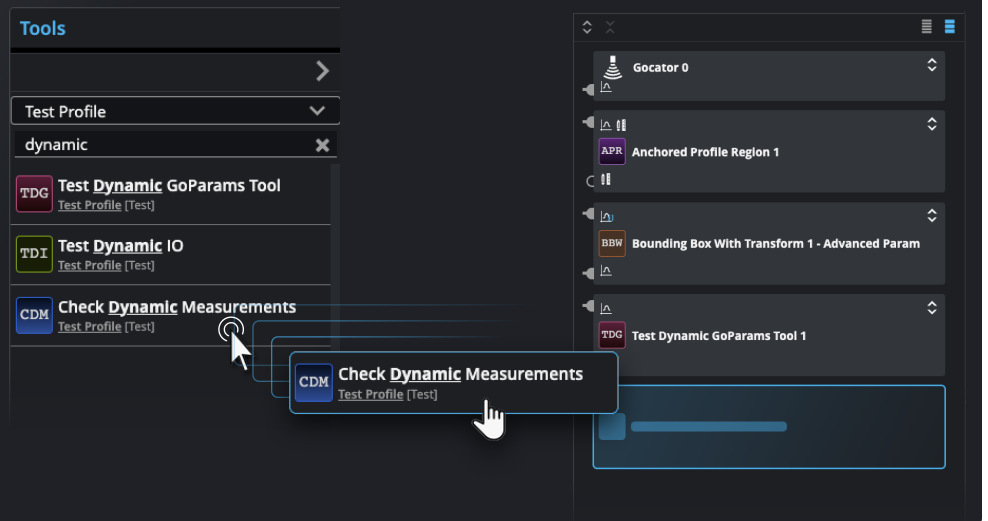 Tools
Test Profile
dynamic
TDG
Test Dynamic GoParams Tool
Test Profile [Test]
TDI
Test Dynamic IO
Test Profile [Test]
CDM
Check Dynamic Measurements
Test Profile [Test]
CDM
Check Dynamic Measurements
Test Profile [Test]
Gocator 0
APR
Anchored Profile Region 1
BBW
Bounding Box With Transform 1 - Advanced Param
TDG
Test Dynamic GoParams Tool 1